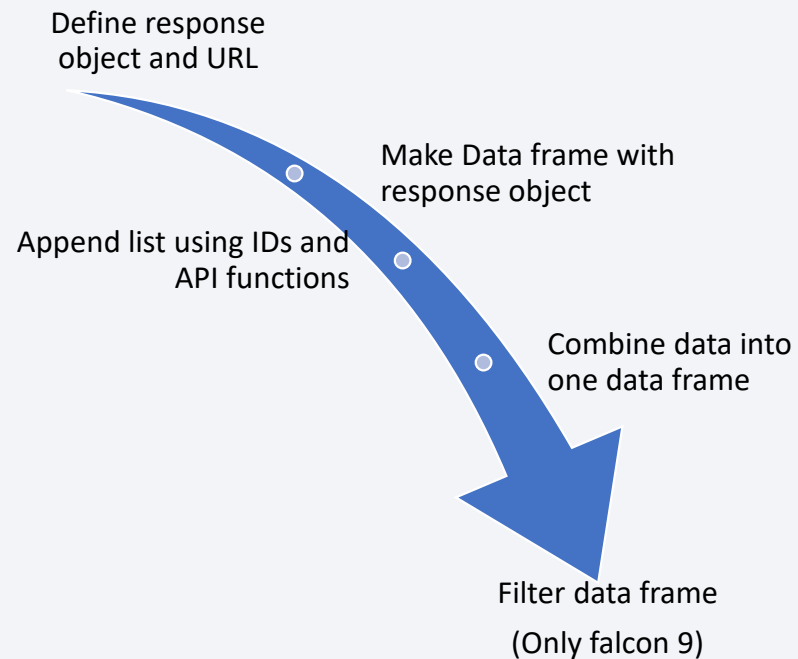 Define response
object and URL
Make Data frame with
response object
Append list using IDs and
API functions
Combine data into
one data frame
Filter data frame
(Only falcon 9)